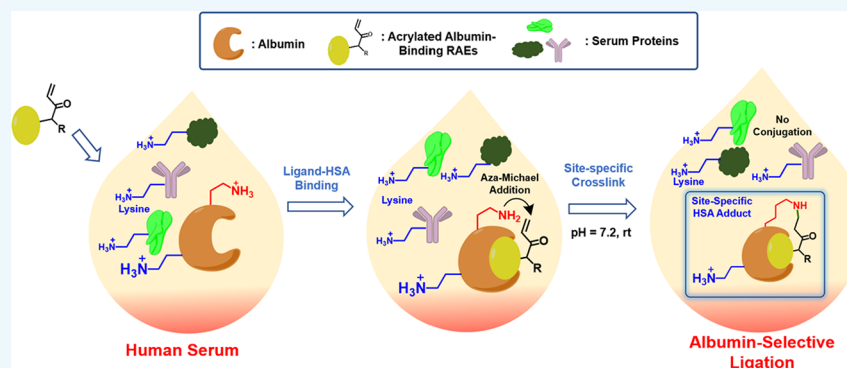 : Albumin
: Acrylated Albumin-
Binding RAEs
: Serum Proteins
O
R
H₃N⁺
H₃N⁺
Lysine
H₃N⁺
H₃N⁺
NH₃⁺
Human Serum
Ligand-HSA
Binding
H₃N⁺
H₃N⁺
Lysine
H₃N⁺
Aza-Michael
Addition
NH₂
O
R
H₃N⁺
Site-specific
Crosslink
pH = 7.2, rt
No
Conjugation
H₃N⁺
H₃N⁺
Lysine
H₃N⁺
Site-Specific
HSA Adduct
NH
O
R
H₃N⁺
Albumin-Selective
Ligation